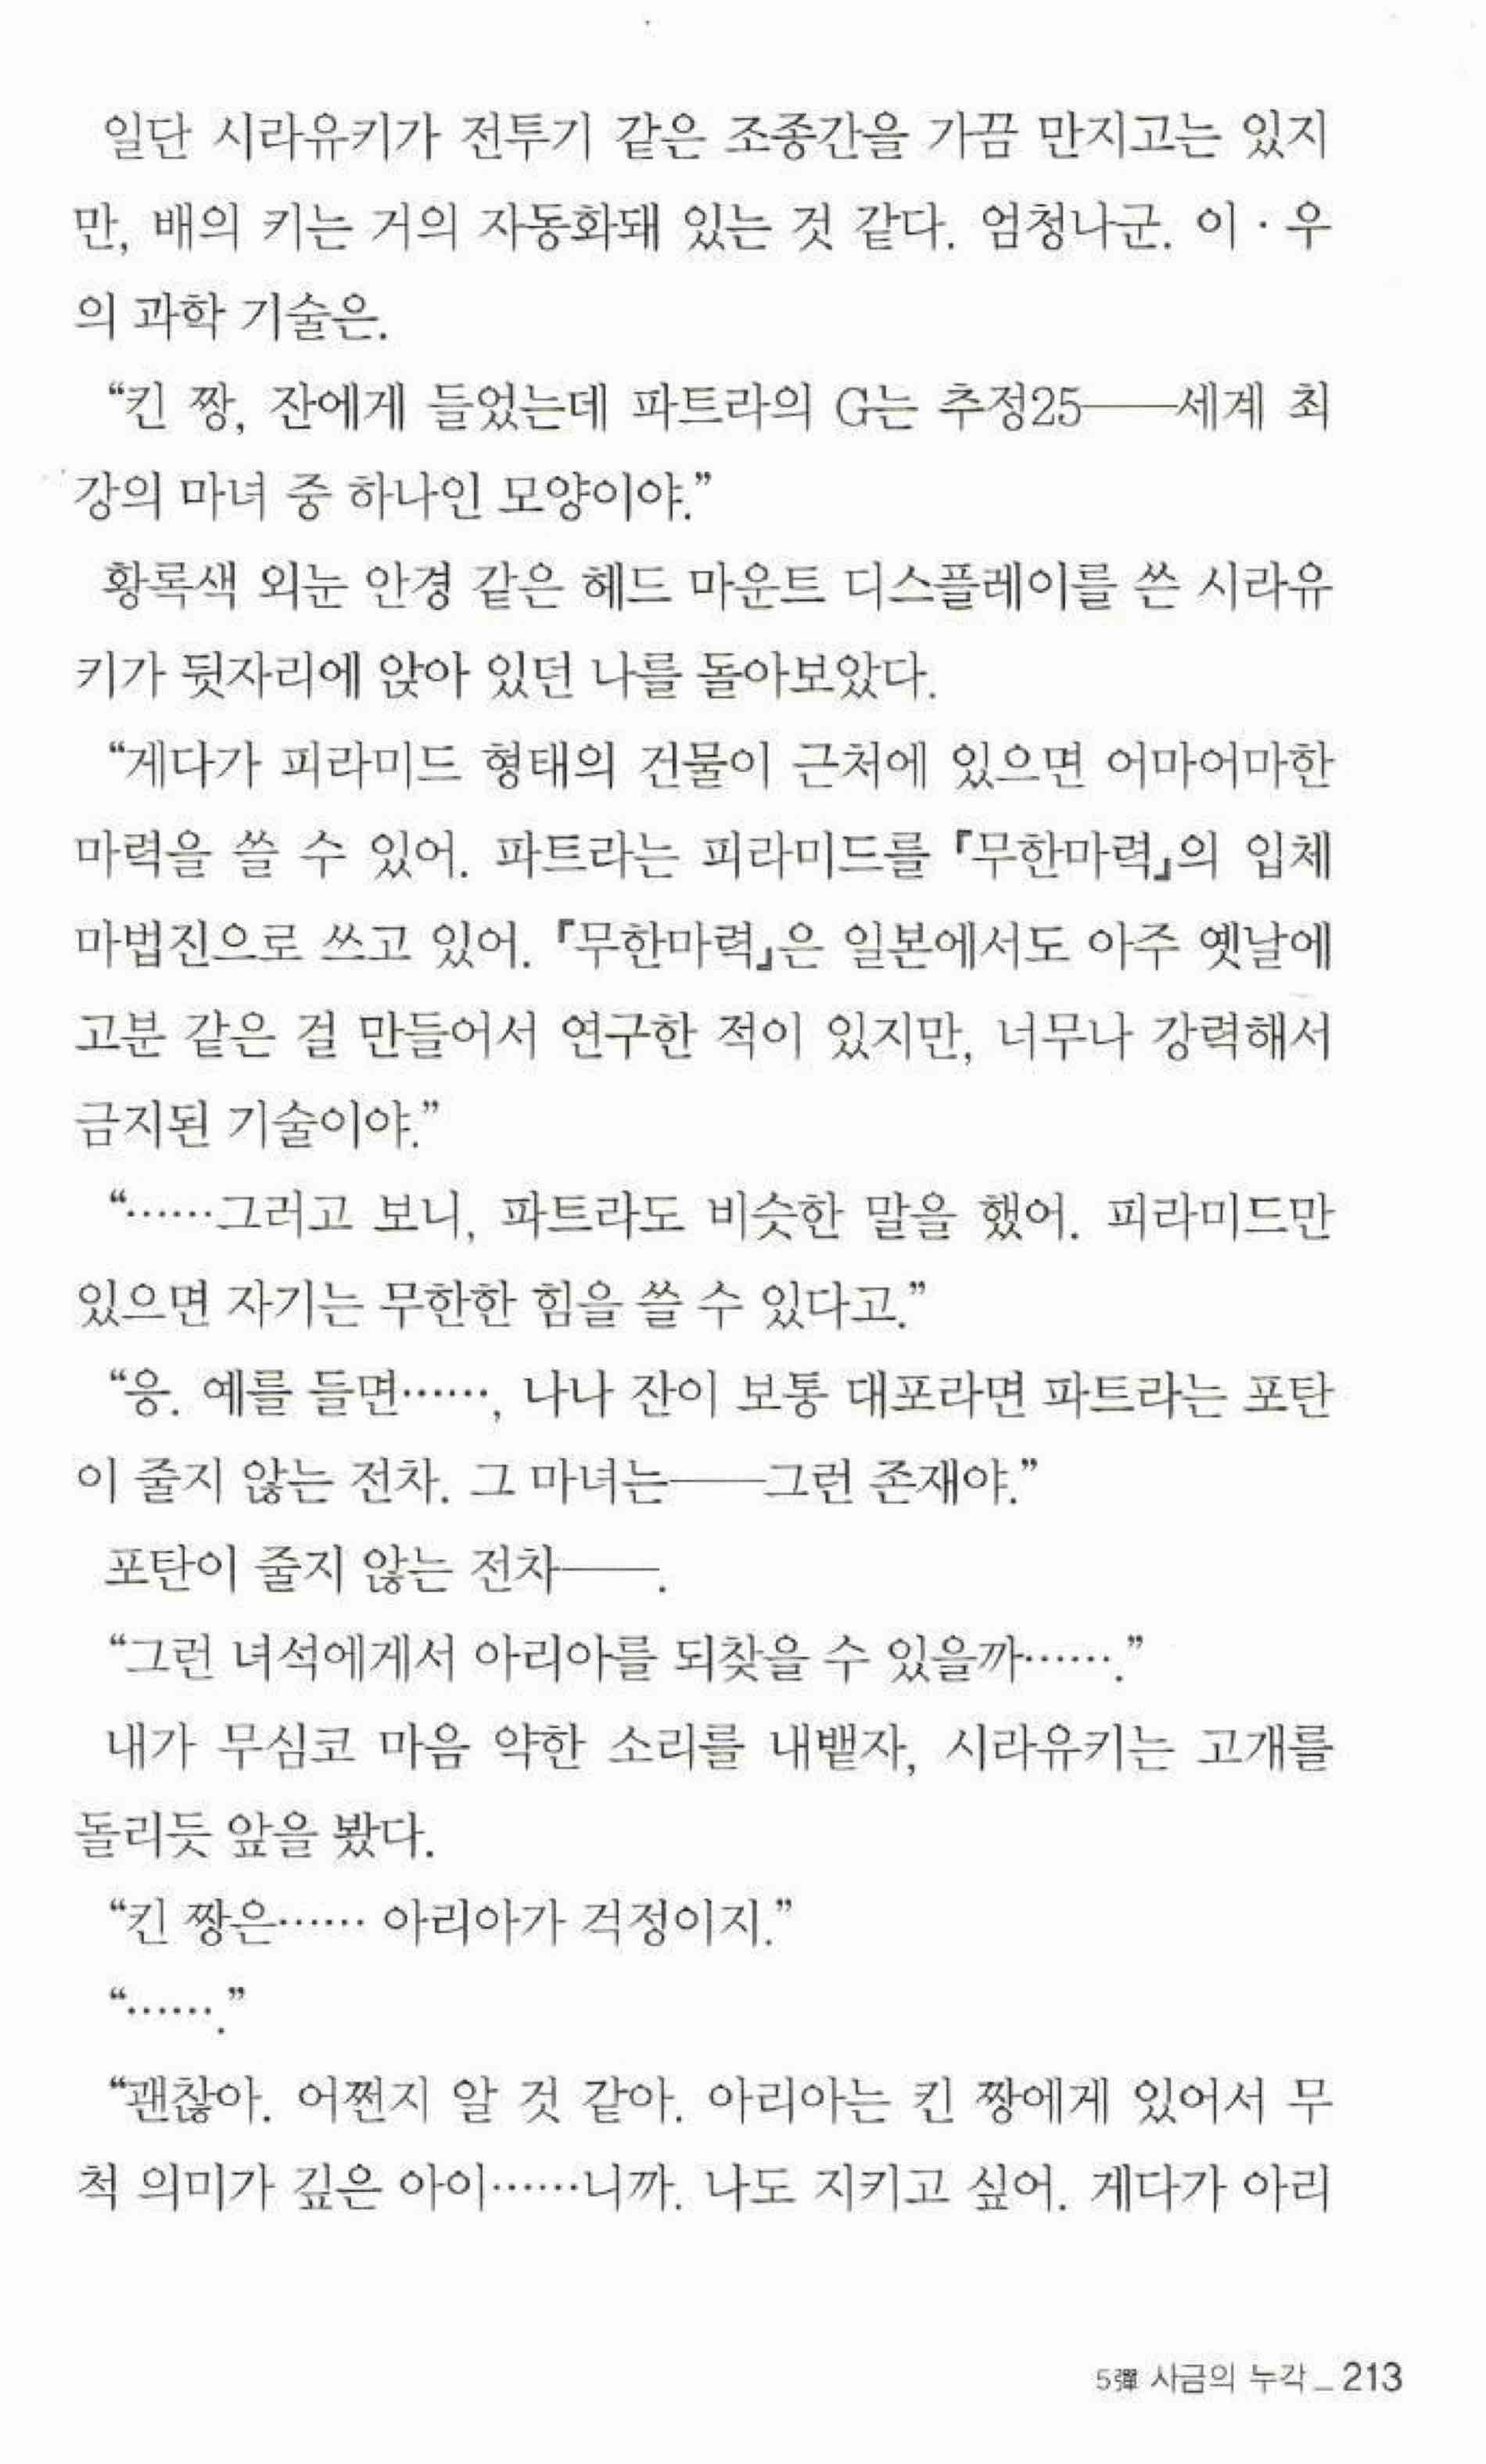 일단 시라유키가 전투기 같은 조종간을 가끔 만지고는 있지
만, 배의 키는 거의 자동화돼 있는 것 같다. 엄청나군. 이·우
의 과학 기술은.
“킨 짱, 잔에게 들었는데 파트라의 G는 추정25──세계 최
강의 마녀 중 하나인 모양이야.”
황록색 외눈 안경 같은 헤드 마운트 디스플레이를 쓴 시라유
키가 뒷자리에 앉아 있던 나를 돌아보았다.
“게다가 피라미드 형태의 건물이 근처에 있으면 어마어마한
마력을 쓸 수 있어. 파트라는 피라미드를 『무한마력』의 입체
마법진으로 쓰고 있어. 『무한마력』은 일본에서도 아주 옛날에
고분 같은 걸 만들어서 연구한 적이 있지만, 너무나 강력해서
금지된 기술이야.”
“……그러고 보니, 파트라도 비슷한 말을 했어. 피라미드만
있으면 자기는 무한한 힘을 쓸 수 있다고.”
“응. 예를 들면……, 나나 잔이 보통 대포라면 파트라는 포탄
이 줄지 않는 전차. 그 마녀는──그런 존재야.”
포탄이 줄지 않는 전차──.
“그런 녀석에게서 아리아를 되찾을 수 있을까…….”
내가 무심코 마음 약한 소리를 내뱉자, 시라유키는 고개를
돌리듯 앞을 봤다.
“킨 짱은…… 아리아가 걱정이지.”
“…….”
“괜찮아. 어쩐지 알 것 같아. 아리아는 킨 짱에게 있어서 무
척 의미가 깊은 아이……니까. 나도 지키고 싶어. 게다가 아리
5彈 사금의 누각_213